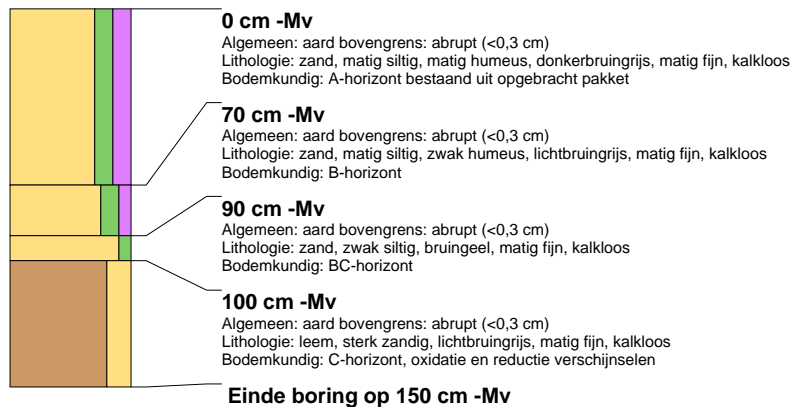 0 cm -Mv
Algemeen: aard bovengrens: abrupt (<0,3 cm)
Lithologie: zand, matig siltig, matig humeus, donkerbruingrijs, matig fijn, kalkloos
Bodemkundig: A-horizont bestaand uit opgebracht pakket
70 cm -Mv
Algemeen: aard bovengrens: abrupt (<0,3 cm)
Lithologie: zand, matig siltig, zwak humeus, lichtbruingrijs, matig fijn, kalkloos
Bodemkundig: B-horizont
90 cm -Mv
Algemeen: aard bovengrens: abrupt (<0,3 cm)
Lithologie: zand, zwak siltig, bruingeel, matig fijn, kalkloos
Bodemkundig: BC-horizont
100 cm -Mv
Algemeen: aard bovengrens: abrupt (<0,3 cm)
Lithologie: leem, sterk zandig, lichtbruingrijs, matig fijn, kalkloos
Bodemkundig: C-horizont, oxidatie en reductie verschijnselen
Einde boring op 150 cm -Mv